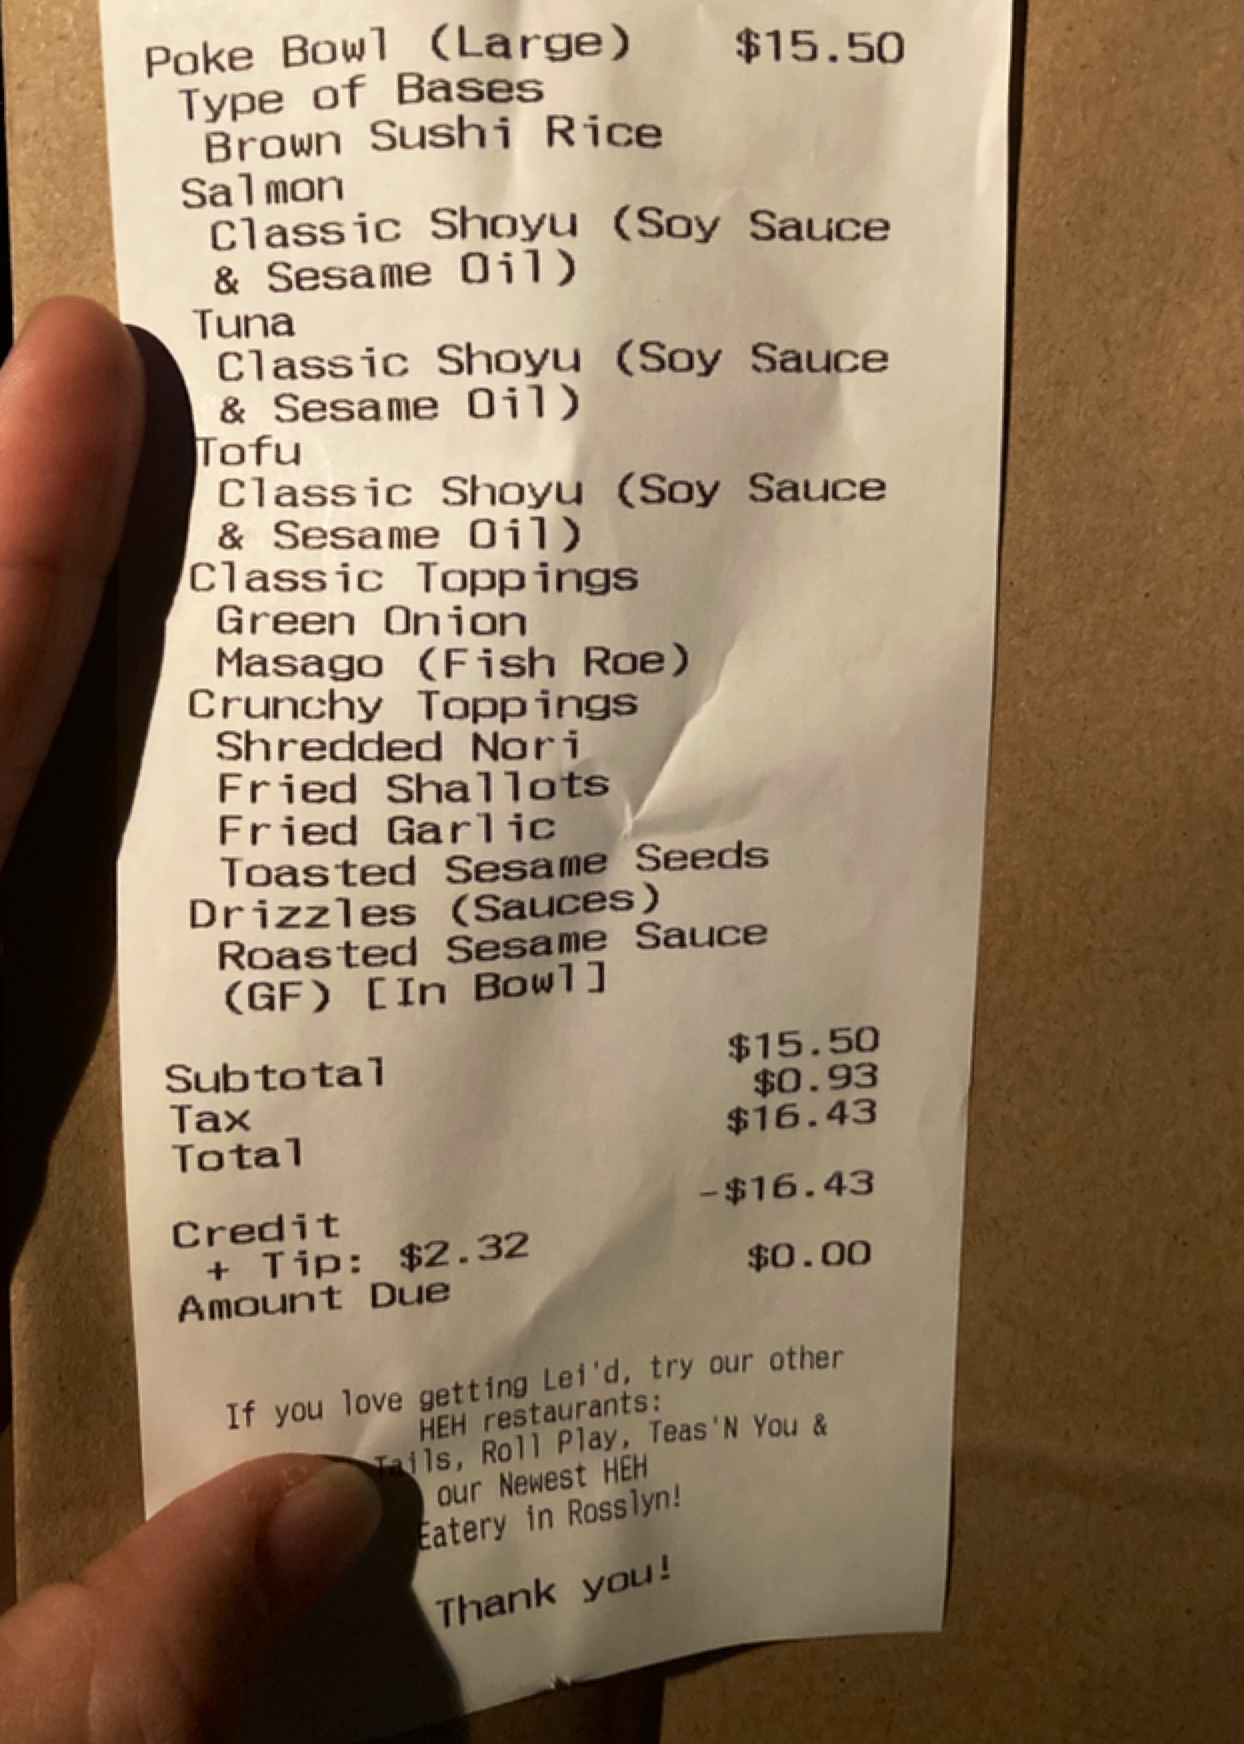 Poke Bowl (Large) $15.50
Type of Bases
Brown Sushi Rice
Salmon
Classic Shoyu (Soy Sauce
& Sesame Oil)
Tuna
Classic Shoyu (Soy Sauce
& Sesame Oil)
Tofu
Classic Shoyu (Soy Sauce
& Sesame Oil)
Classic Toppings
Green Onion
Masago (Fish Roe)
Crunchy Toppings
Shredded Nori
Fried Shallots
Fried Garlic
Toasted Sesame Seeds
Drizzles (Sauces)
Roasted Sesame Sauce
(GF) [In Bowl]
Subtotal $15.50
Tax $0.93
Total $16.43
Credit -$16.43
+ Tip: $2.32
Amount Due $0.00
If you love getting Lei'd, try our other
HEH restaurants:
Tails, Roll Play, Teas'N You &
our Newest HEH
Eatery in Rosslyn!
Thank you!